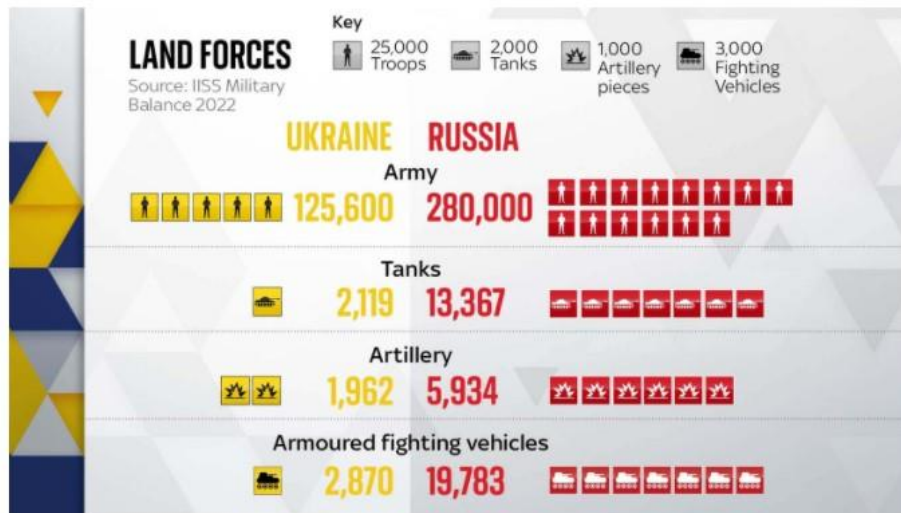 Key
LAND FORCES
Source: IISS Military
Balance 2022
25,000
Troops
2,000
Tanks
1,000
Artillery
pieces
3,000
Fighting
Vehicles
UKRAINE RUSSIA
Army
125,600 280,000
Tanks
2,119 13,367
Artillery
1,962 5,934
Armoured fighting vehicles
2,870 19,783